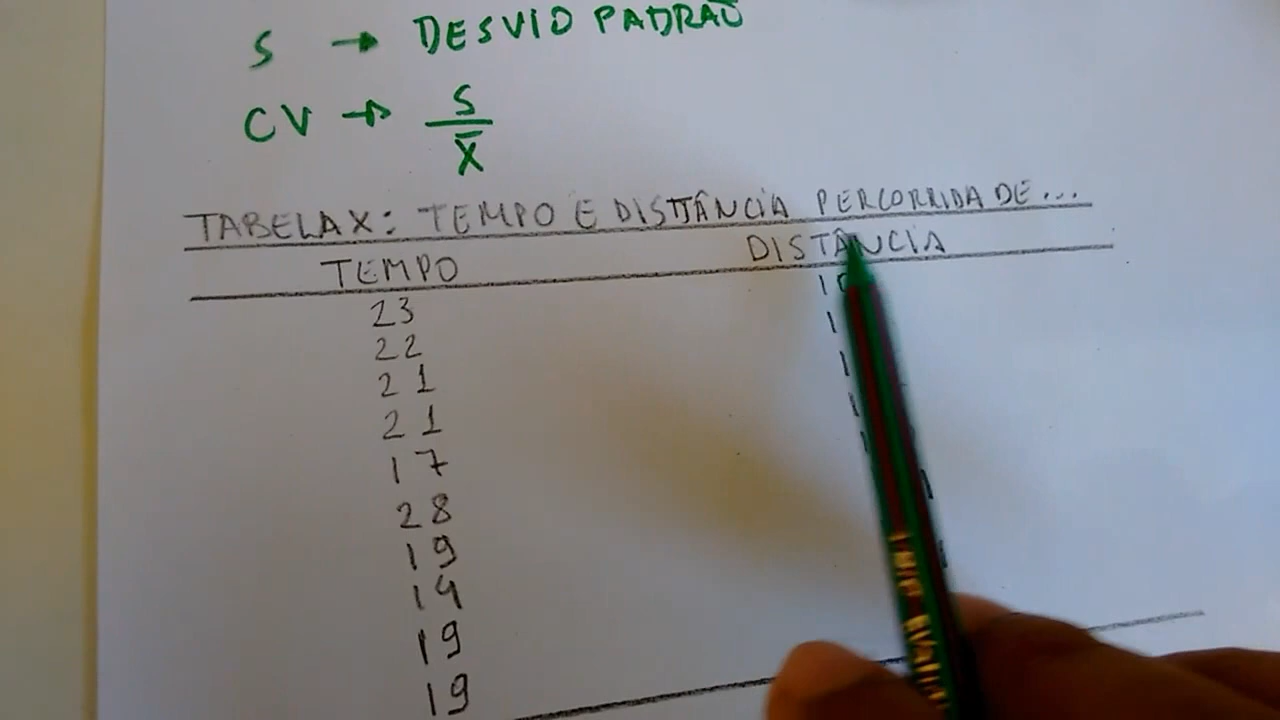 S → DESVIO PADRÃO
CV → S
X̄
TABELA X: TEMPO E DISTÂNCIA PERCORRIDA DE...
TEMPO DISTÂNCIA
23
22
21
21
17
28
19
14
19
19